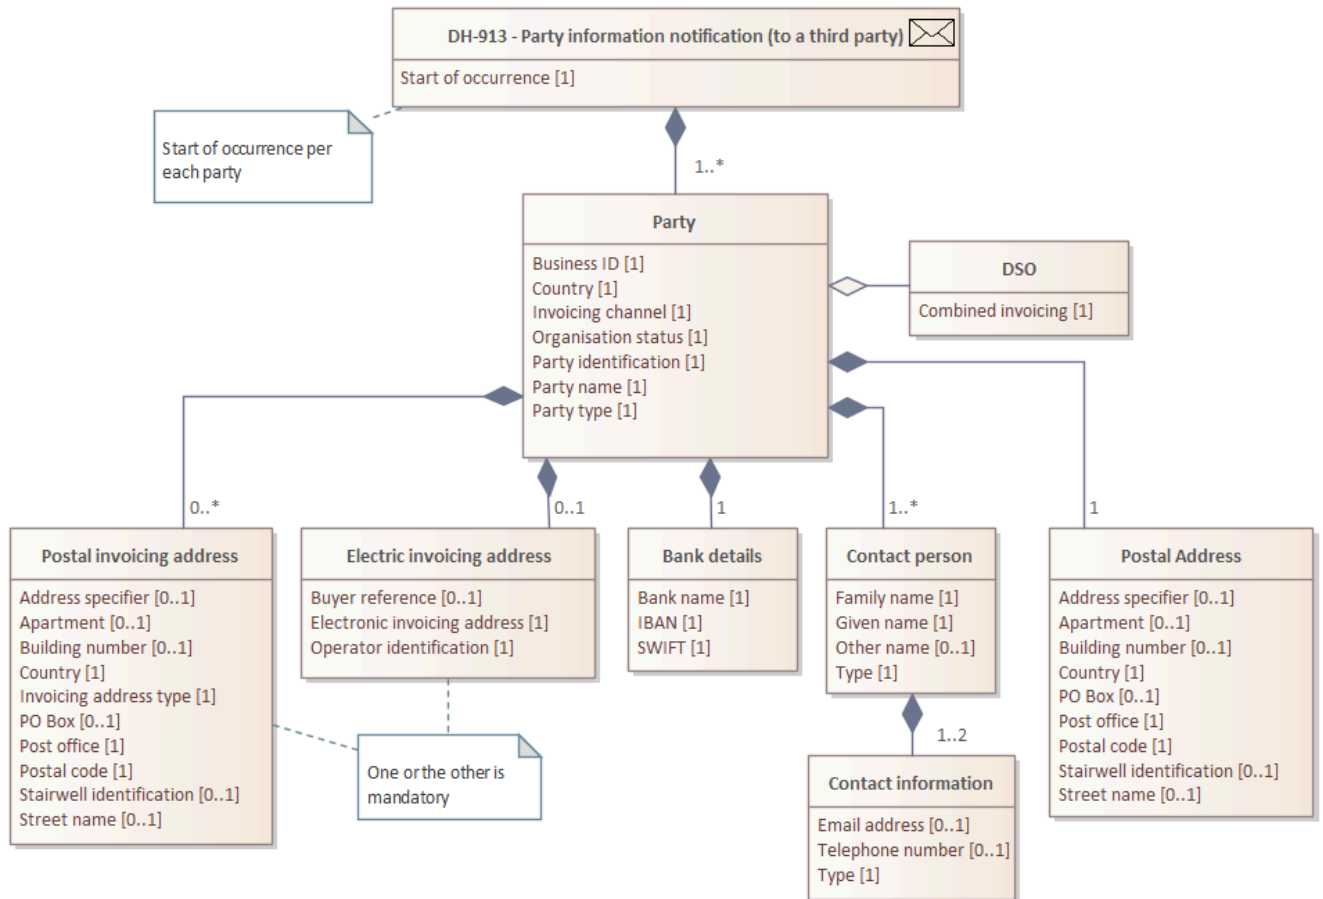 DH-913 - Party information notification (to a third party)
Start of occurrence [1]
Start of occurrence per
each party
1..*
Party
Business ID [1]
Country [1]
Invoicing channel [1]
Organisation status [1]
Party identification [1]
Party name [1]
Party type [1]
DSO
Combined invoicing [1]
0..*
0..1
1
1..*
1
Postal invoicing address
Address specifier [0..1]
Apartment [0..1]
Building number [0..1]
Country [1]
Invoicing address type [1]
PO Box [0..1]
Post office [1]
Postal code [1]
Stairwell identification [0..1]
Street name [0..1]
Electric invoicing address
Buyer reference [0..1]
Electronic invoicing address [1]
Operator identification [1]
One or the other is
mandatory
Bank details
Bank name [1]
IBAN [1]
SWIFT [1]
Contact person
Family name [1]
Given name [1]
Other name [0..1]
Type [1]
1..2
Contact information
Email address [0..1]
Telephone number [0..1]
Type [1]
Postal Address
Address specifier [0..1]
Apartment [0..1]
Building number [0..1]
Country [1]
PO Box [0..1]
Post office [1]
Postal code [1]
Stairwell identification [0..1]
Street name [0..1]